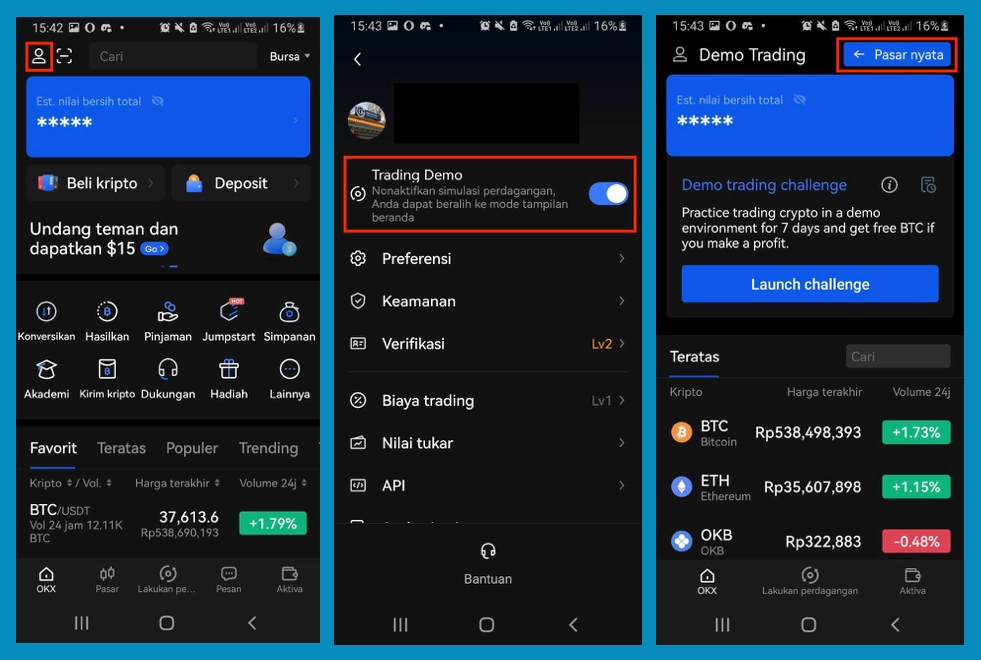 15:42
16%
Cari
Bursa
Est. nilai bersih total
*****
Beli kripto
Deposit
Undang teman dan
dapatkan $15 Go >
Konversikan Hasilkan Pinjaman Jumpstart Simpanan
HOT
Akademi Kirim kripto Dukungan Hadiah Lainnya
Favorit Teratas Populer Trending
Kripto / Vol. Harga terakhir Volume 24j
BTC/USDT
Vol 24 jam 12.11K
BTC
37,613.6
Rp538,690,193
+1.79%
OKX Pasar Lakukan pe... Pesan Aktiva
15:43
16%
Trading Demo
Nonaktifkan simulasi perdagangan,
Anda dapat beralih ke mode tampilan
beranda
Preferensi
Keamanan
Verifikasi Lv2
Biaya trading Lv1
Nilai tukar
API
Bantuan
15:43
16%
Demo Trading
← Pasar nyata
Est. nilai bersih total
*****
Demo trading challenge
Practice trading crypto in a demo
environment for 7 days and get free BTC if
you make a profit.
Launch challenge
Teratas
Cari
Kripto Harga terakhir Volume 24j
BTC
Bitcoin
Rp538,498,393 +1.73%
ETH
Ethereum
Rp35,607,898 +1.15%
OKB
OKB
Rp322,883 -0.48%
OKX Lakukan perdagangan Aktiva